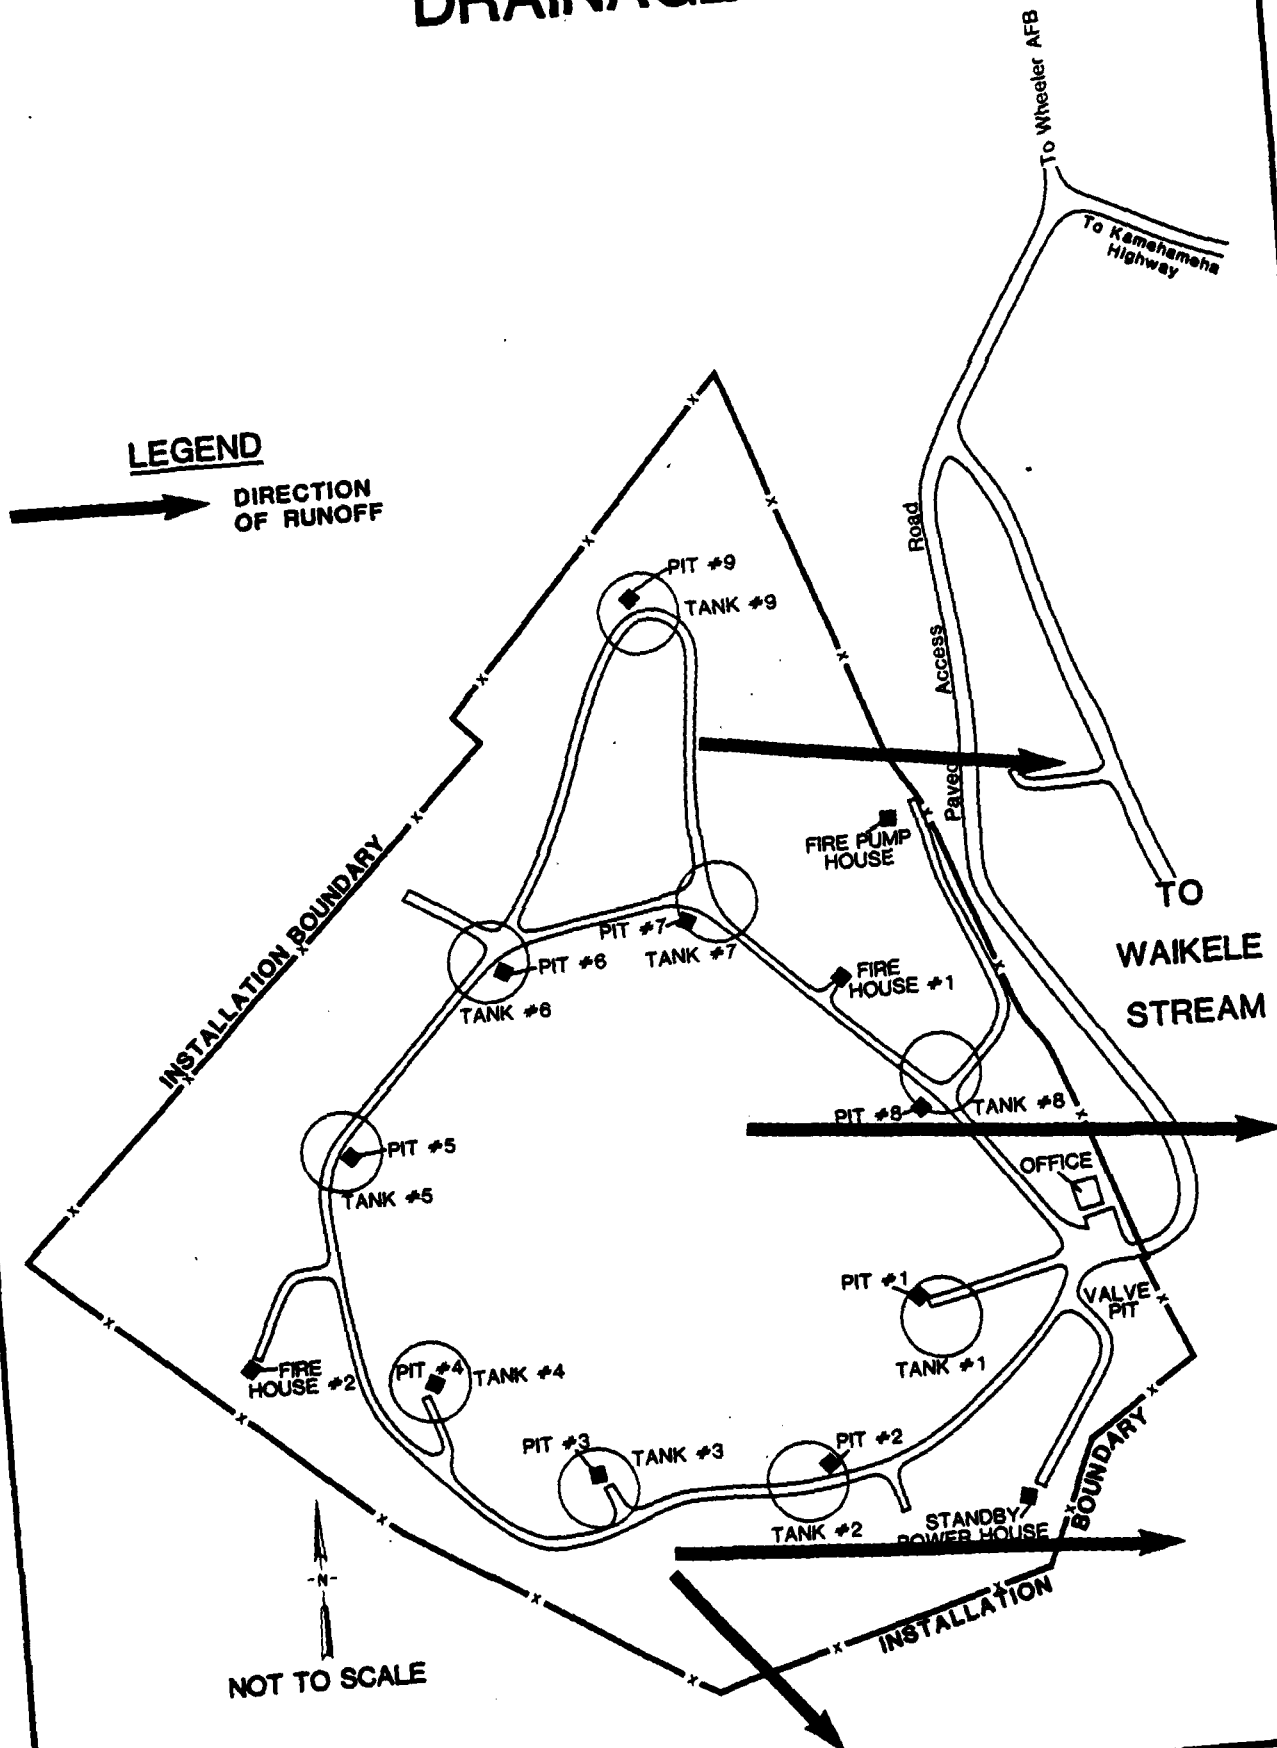 DRAINAGE
To Wheeler AFB
To Kamehameha
Highway
LEGEND
DIRECTION
OF RUNOFF
Road
Access
Paved
PIT #9
TANK #9
FIRE PUMP
HOUSE
INSTALLATION BOUNDARY
TO
WAIKELE
STREAM
PIT #7
TANK #7
PIT #6
TANK #6
FIRE
HOUSE #1
PIT #8
TANK #8
PIT #5
TANK #5
OFFICE
PIT #1
TANK #1
VALVE
PIT
FIRE
HOUSE #2
PIT #4
TANK #4
PIT #3
TANK #3
PIT #2
TANK #2
STANDBY
POWER HOUSE
INSTALLATION
BOUNDARY
-N-
NOT TO SCALE